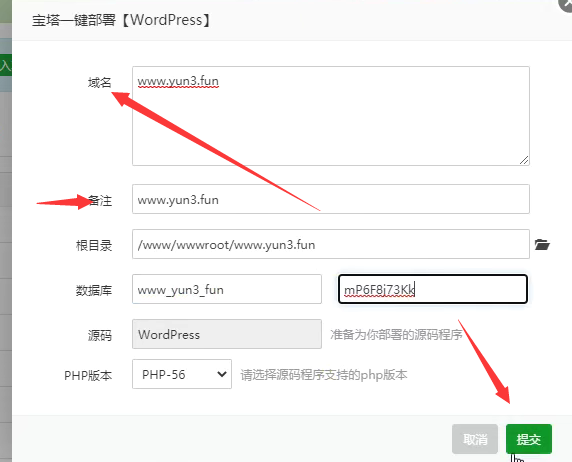 宝塔一键部署【WordPress】
入
域名 www.yun3.fun
备注 www.yun3.fun
根目录 /www/wwwroot/www.yun3.fun
数据库 www_yun3_fun mP6F8j73Kk
源码 WordPress 准备为你部署的源码程序
PHP版本 PHP-56 请选择源码程序支持的php版本
取消 提交